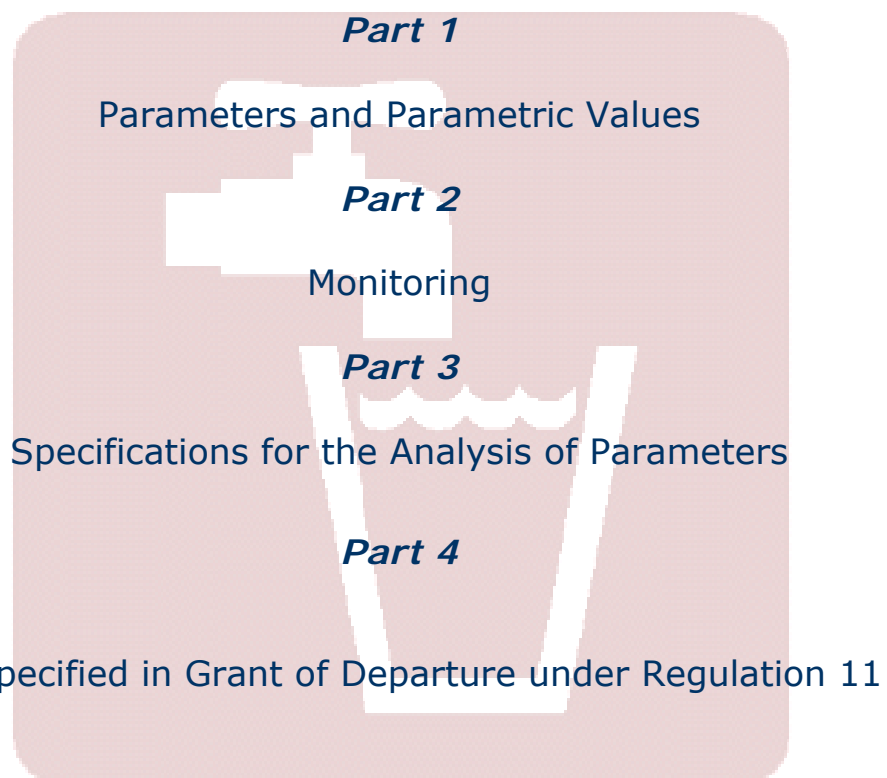 Part 1
Parameters and Parametric Values
Part 2
Monitoring
Part 3
Specifications for the Analysis of Parameters
Part 4
pecified in Grant of Departure under Regulation 11